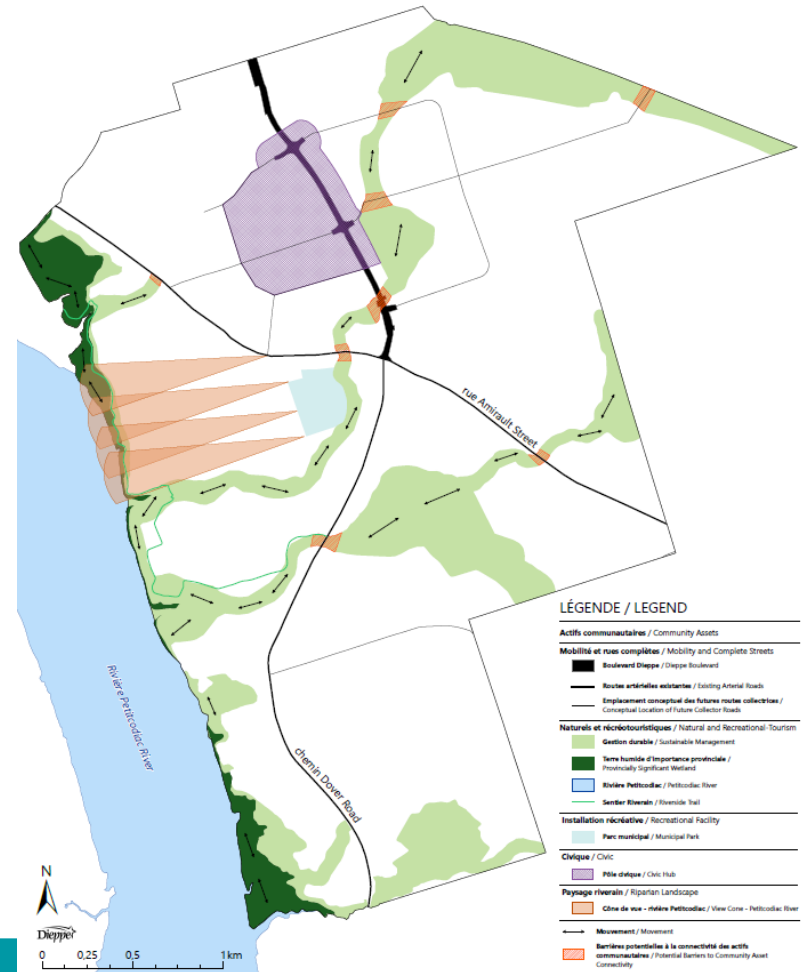 rue Amirault Street
Rivière Petitcodiac River
chemin Dover Road
N
Dieppe
0 0,25 0,5 1 km
LÉGENDE / LEGEND
Actifs communautaires / Community Assets
Mobilité et rues complètes / Mobility and Complete Streets
Boulevard Dieppe / Dieppe Boulevard
Routes artérielles existantes / Existing Arterial Roads
Emplacement conceptuel des futures routes collectrices /
Conceptual Location of Future Collector Roads
Naturels et récréotouristiques / Natural and Recreational-Tourism
Gestion durable / Sustainable Management
Terre humide d'importance provinciale /
Provincially Significant Wetland
Rivière Petitcodiac / Petitcodiac River
Sentier Riverain / Riverside Trail
Installation récréative / Recreational Facility
Parc municipal / Municipal Park
Civique / Civic
Pôle civique / Civic Hub
Paysage riverain / Riparian Landscape
Cône de vue - rivière Petitcodiac / View Cone - Petitcodiac River
Mouvement / Movement
Barrières potentielles à la connectivité des actifs
communautaires / Potential Barriers to Community Asset
Connectivity